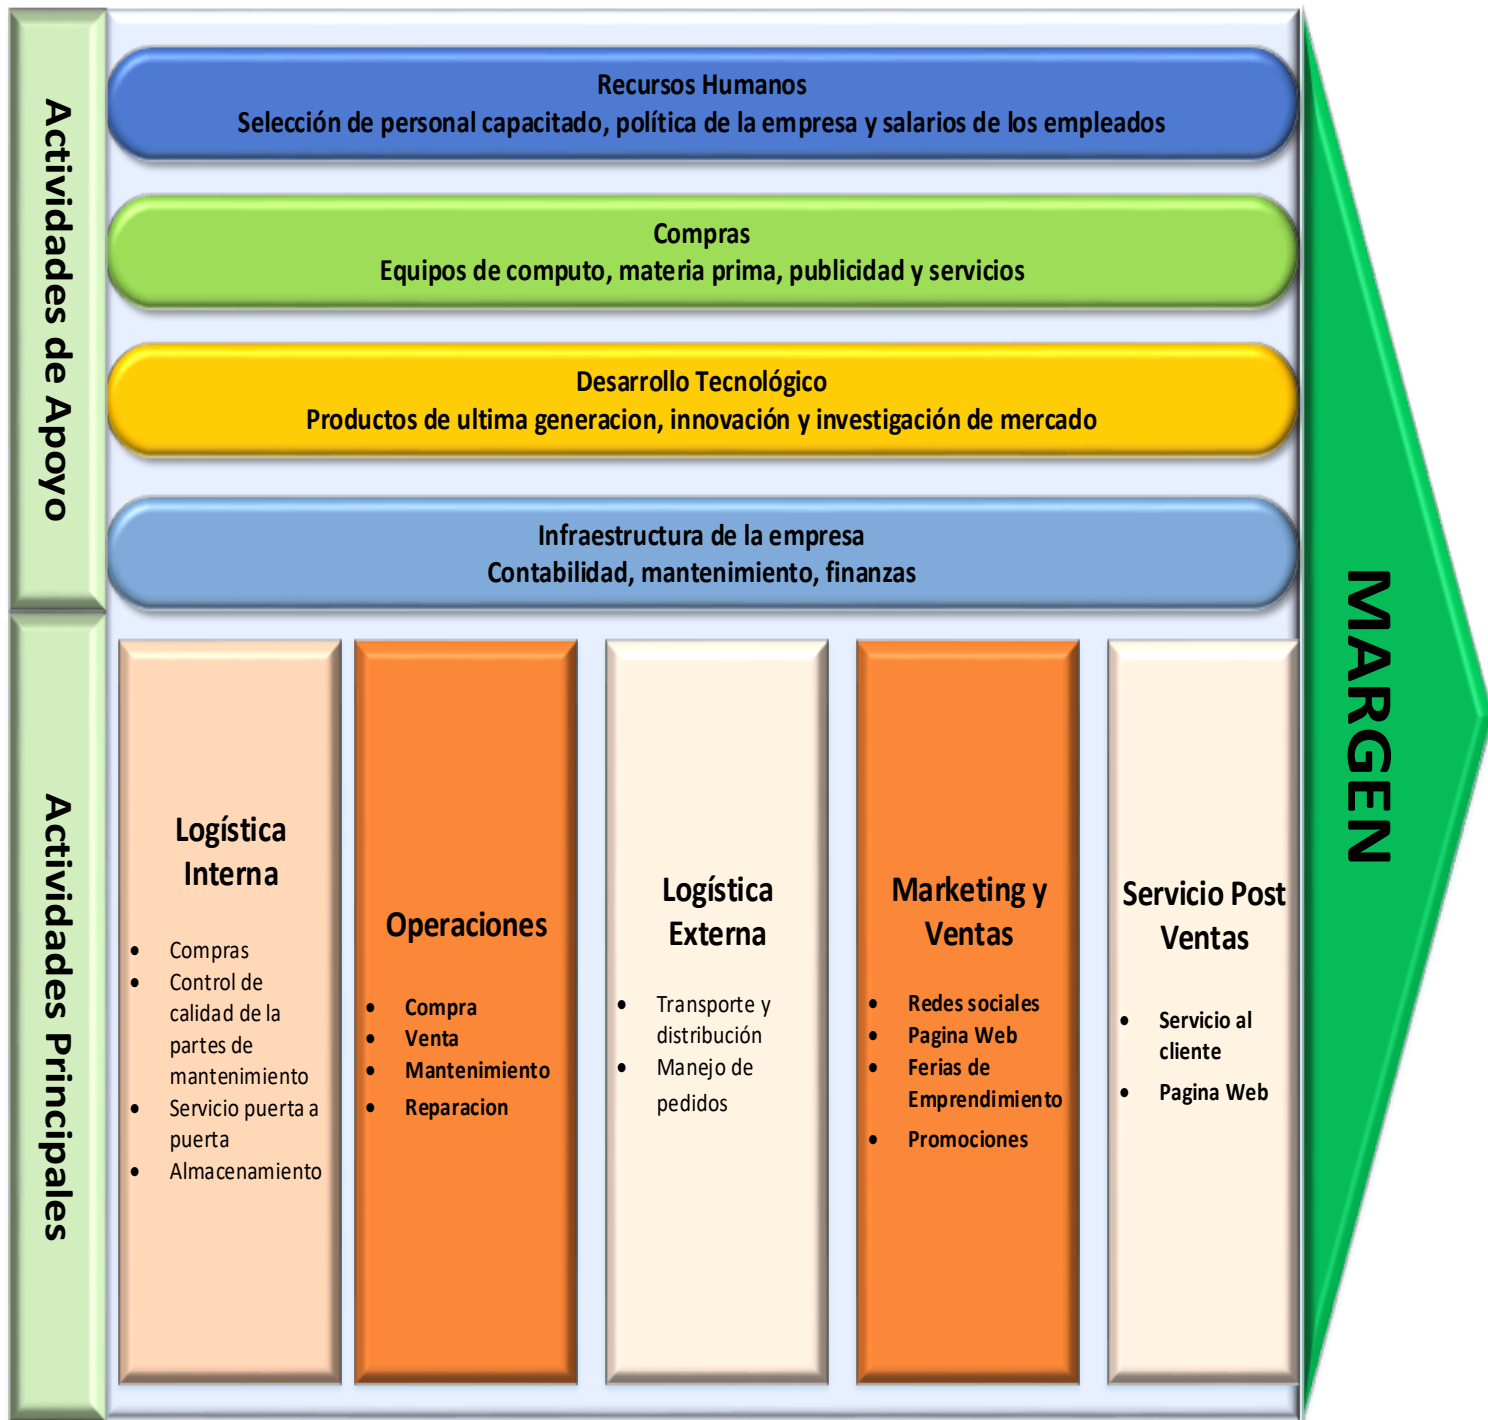 Actividades de Apoyo
Recursos Humanos
Selección de personal capacitado, política de la empresa y salarios de los empleados
Compras
Equipos de computo, materia prima, publicidad y servicios
Desarrollo Tecnológico
Productos de ultima generacion, innovación y investigación de mercado
Infraestructura de la empresa
Contabilidad, mantenimiento, finanzas
Actividades Principales
Logística
Interna
• Compras
• Control de
calidad de la
partes de
mantenimiento
• Servicio puerta a
puerta
• Almacenamiento
Operaciones
• Compra
• Venta
• Mantenimiento
• Reparacion
Logística
Externa
• Transporte y
distribución
• Manejo de
pedidos
Marketing y
Ventas
• Redes sociales
• Pagina Web
• Ferias de
Emprendimiento
• Promociones
Servicio Post
Ventas
• Servicio al
cliente
• Pagina Web
MARGEN